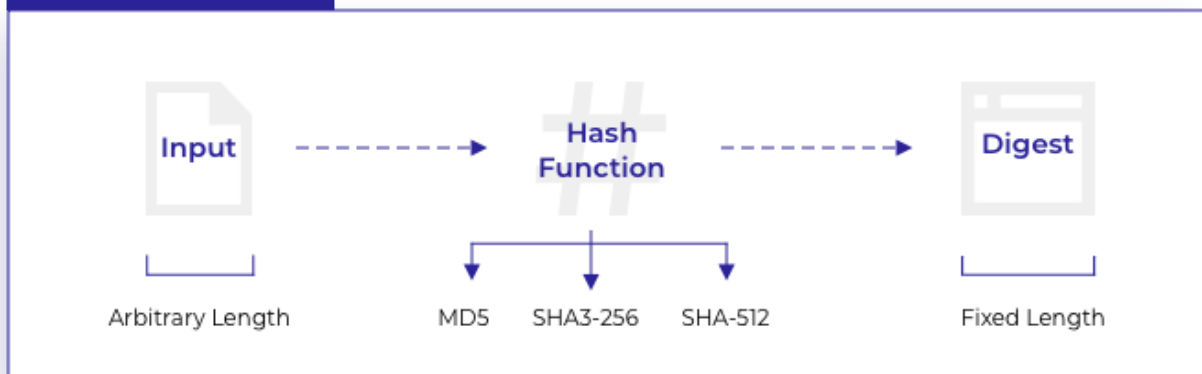 Input
Hash
Function
Digest
Arbitrary Length
MD5
SHA3-256
SHA-512
Fixed Length